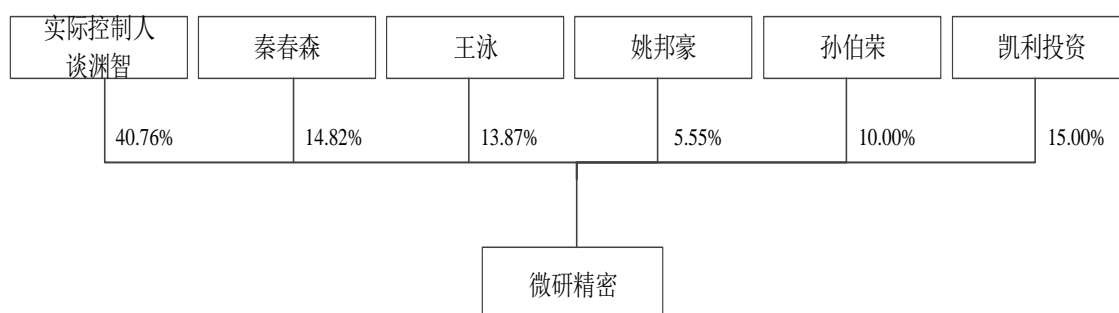 实际控制人
谈渊智
秦春森
王泳
姚邦豪
孙伯荣
凯利投资
40.76%
14.82%
13.87%
5.55%
10.00%
15.00%
微研精密